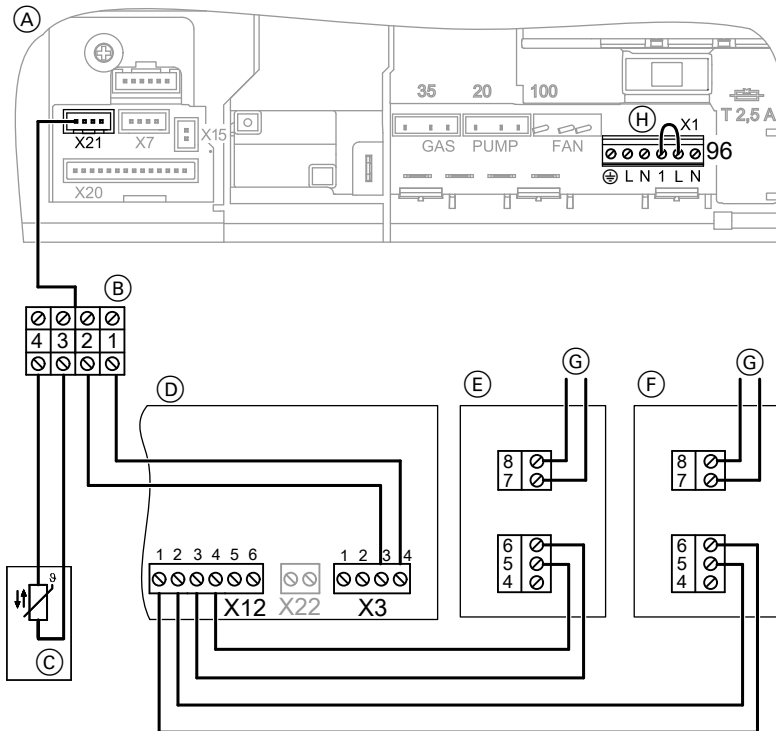 A
35 20 100
T 2,5 A
H X1
X21 X7 X15
GAS PUMP FAN
96
X20
L N 1 L N
B
4 3 2 1
G G
D E F
8 8
7 7
1 2 3 4 5 6 1 2 3 4
6 6
5 5
4 4
X12 X22 X3
ϑ
C